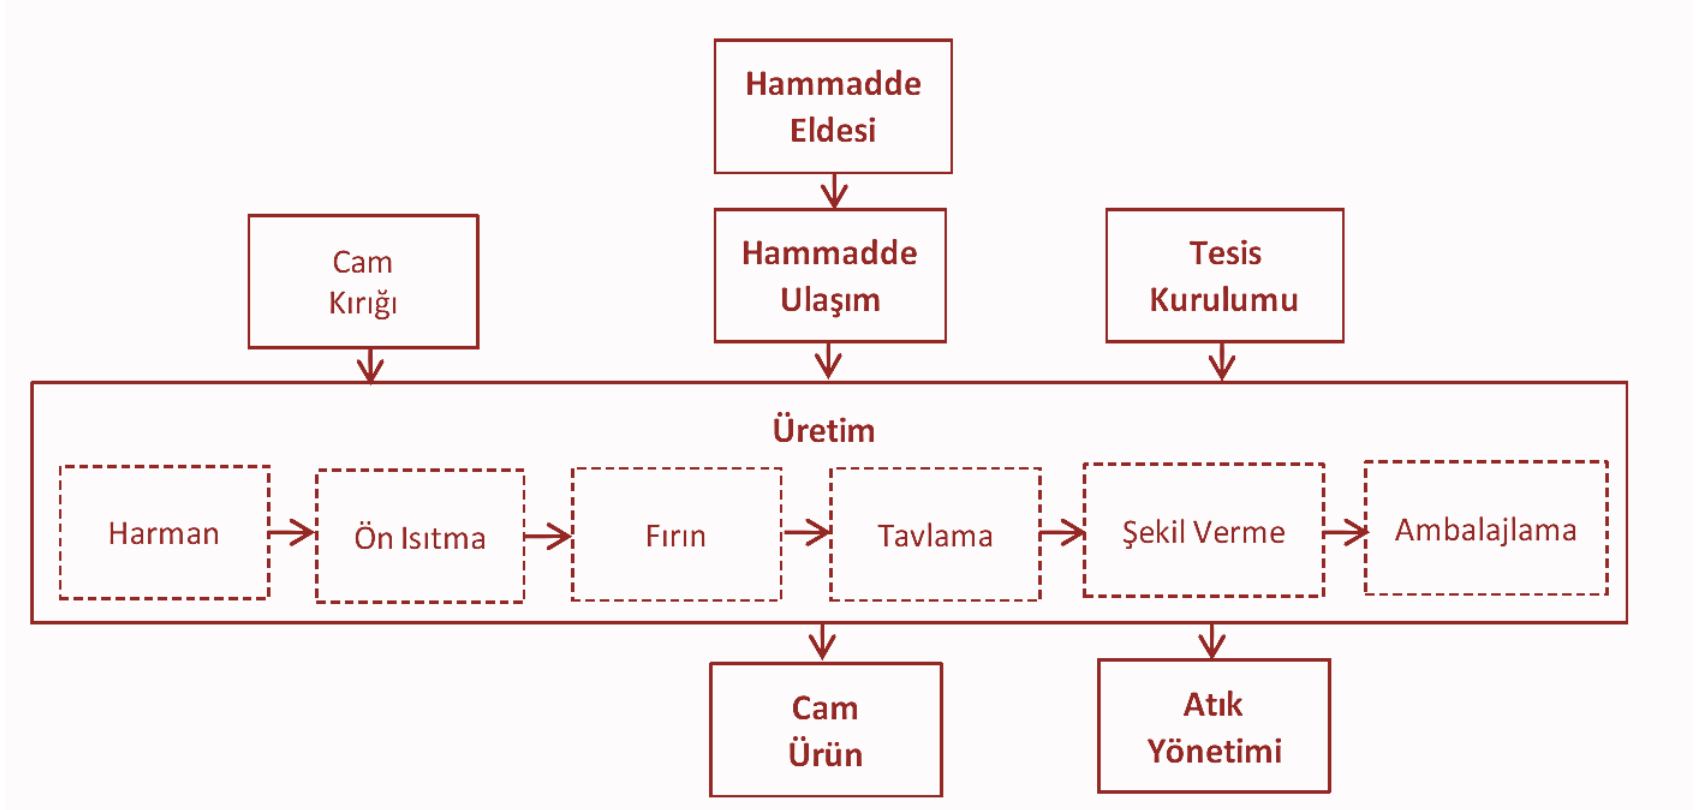 Hammadde
Eldesi
Cam
Kırığı
Hammadde
Ulaşım
Tesis
Kurulumu
Üretim
Harman
Ön Isıtma
Fırın
Tavlama
Şekil Verme
Ambalajlama
Cam
Ürün
Atık
Yönetimi